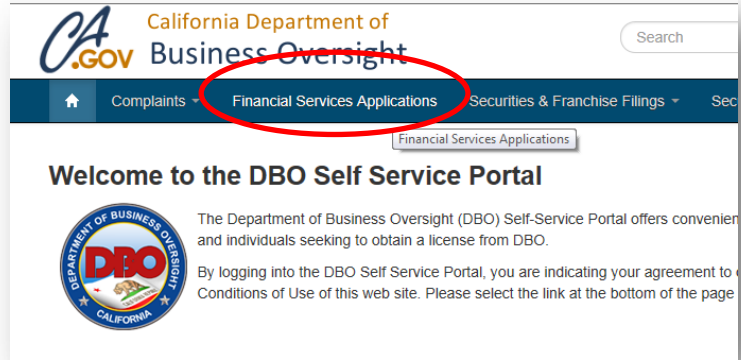 CA.GOV
California Department of
Business Oversight
Search
Complaints
Financial Services Applications
Securities & Franchise Filings
Sec
Financial Services Applications
Welcome to the DBO Self Service Portal
DEPARTMENT OF BUSINESS OVERSIGHT
DBO
CALIFORNIA
The Department of Business Oversight (DBO) Self-Service Portal offers convenien
and individuals seeking to obtain a license from DBO.
By logging into the DBO Self Service Portal, you are indicating your agreement to
Conditions of Use of this web site. Please select the link at the bottom of the page